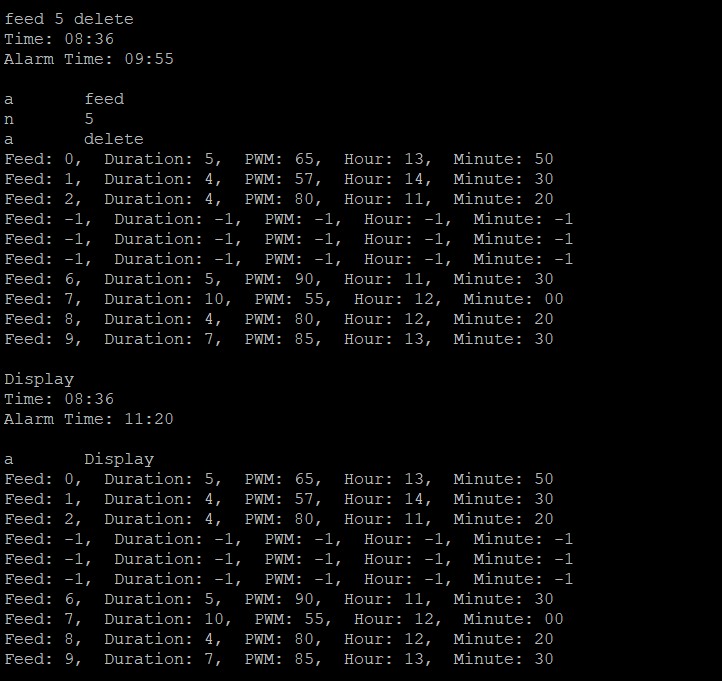 feed 5 delete
Time: 08:36
Alarm Time: 09:55
a feed
n 5
a delete
Feed: 0, Duration: 5, PWM: 65, Hour: 13, Minute: 50
Feed: 1, Duration: 4, PWM: 57, Hour: 14, Minute: 30
Feed: 2, Duration: 4, PWM: 80, Hour: 11, Minute: 20
Feed: -1, Duration: -1, PWM: -1, Hour: -1, Minute: -1
Feed: -1, Duration: -1, PWM: -1, Hour: -1, Minute: -1
Feed: -1, Duration: -1, PWM: -1, Hour: -1, Minute: -1
Feed: 6, Duration: 5, PWM: 90, Hour: 11, Minute: 30
Feed: 7, Duration: 10, PWM: 55, Hour: 12, Minute: 00
Feed: 8, Duration: 4, PWM: 80, Hour: 12, Minute: 20
Feed: 9, Duration: 7, PWM: 85, Hour: 13, Minute: 30
Display
Time: 08:36
Alarm Time: 11:20
a Display
Feed: 0, Duration: 5, PWM: 65, Hour: 13, Minute: 50
Feed: 1, Duration: 4, PWM: 57, Hour: 14, Minute: 30
Feed: 2, Duration: 4, PWM: 80, Hour: 11, Minute: 20
Feed: -1, Duration: -1, PWM: -1, Hour: -1, Minute: -1
Feed: -1, Duration: -1, PWM: -1, Hour: -1, Minute: -1
Feed: -1, Duration: -1, PWM: -1, Hour: -1, Minute: -1
Feed: 6, Duration: 5, PWM: 90, Hour: 11, Minute: 30
Feed: 7, Duration: 10, PWM: 55, Hour: 12, Minute: 00
Feed: 8, Duration: 4, PWM: 80, Hour: 12, Minute: 20
Feed: 9, Duration: 7, PWM: 85, Hour: 13, Minute: 30